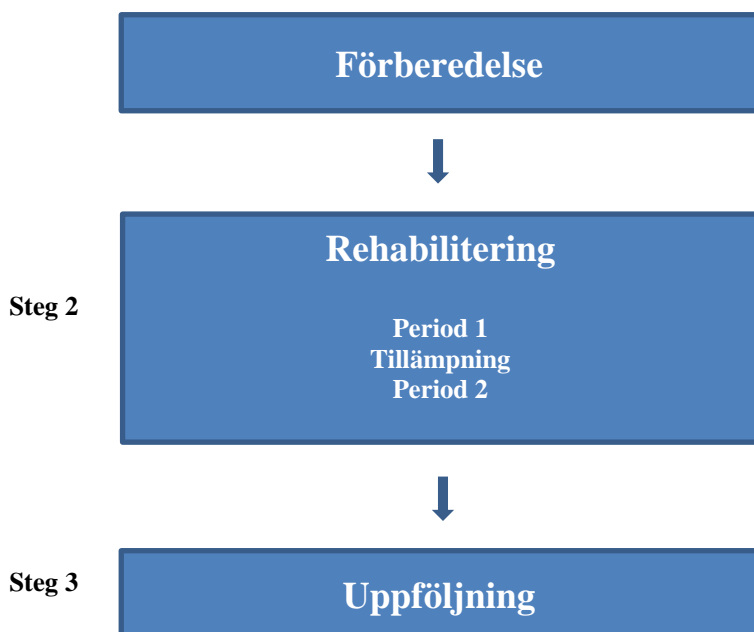 Förberedelse
Rehabilitering
Steg 2
Period 1
Tillämpning
Period 2
Steg 3
Uppföljning